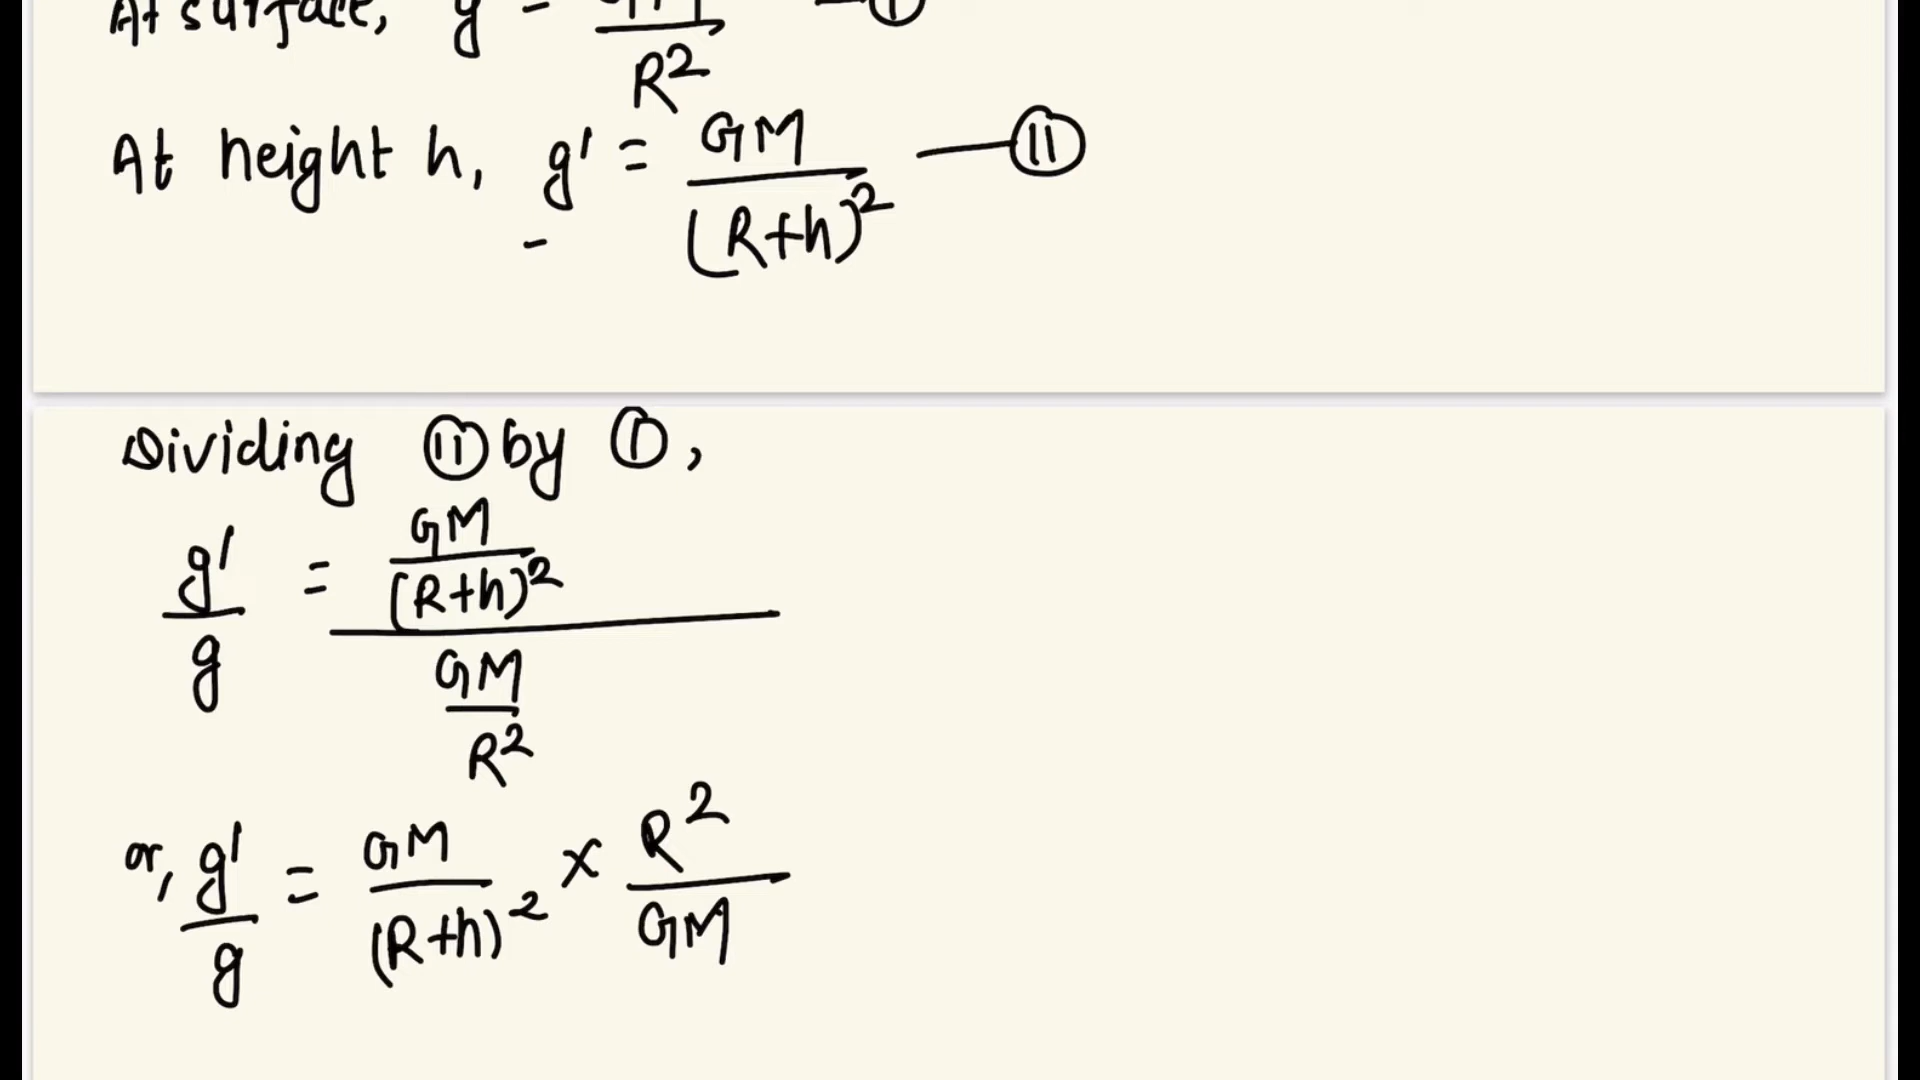 At surface, g = GM/R² —(I)
At height h, g' = GM/(R+h)² —(II)
Dividing (II) by (I),
g'/g = (GM/(R+h)²)/(GM/R²)
or, g'/g = GM/(R+h)² × R²/GM